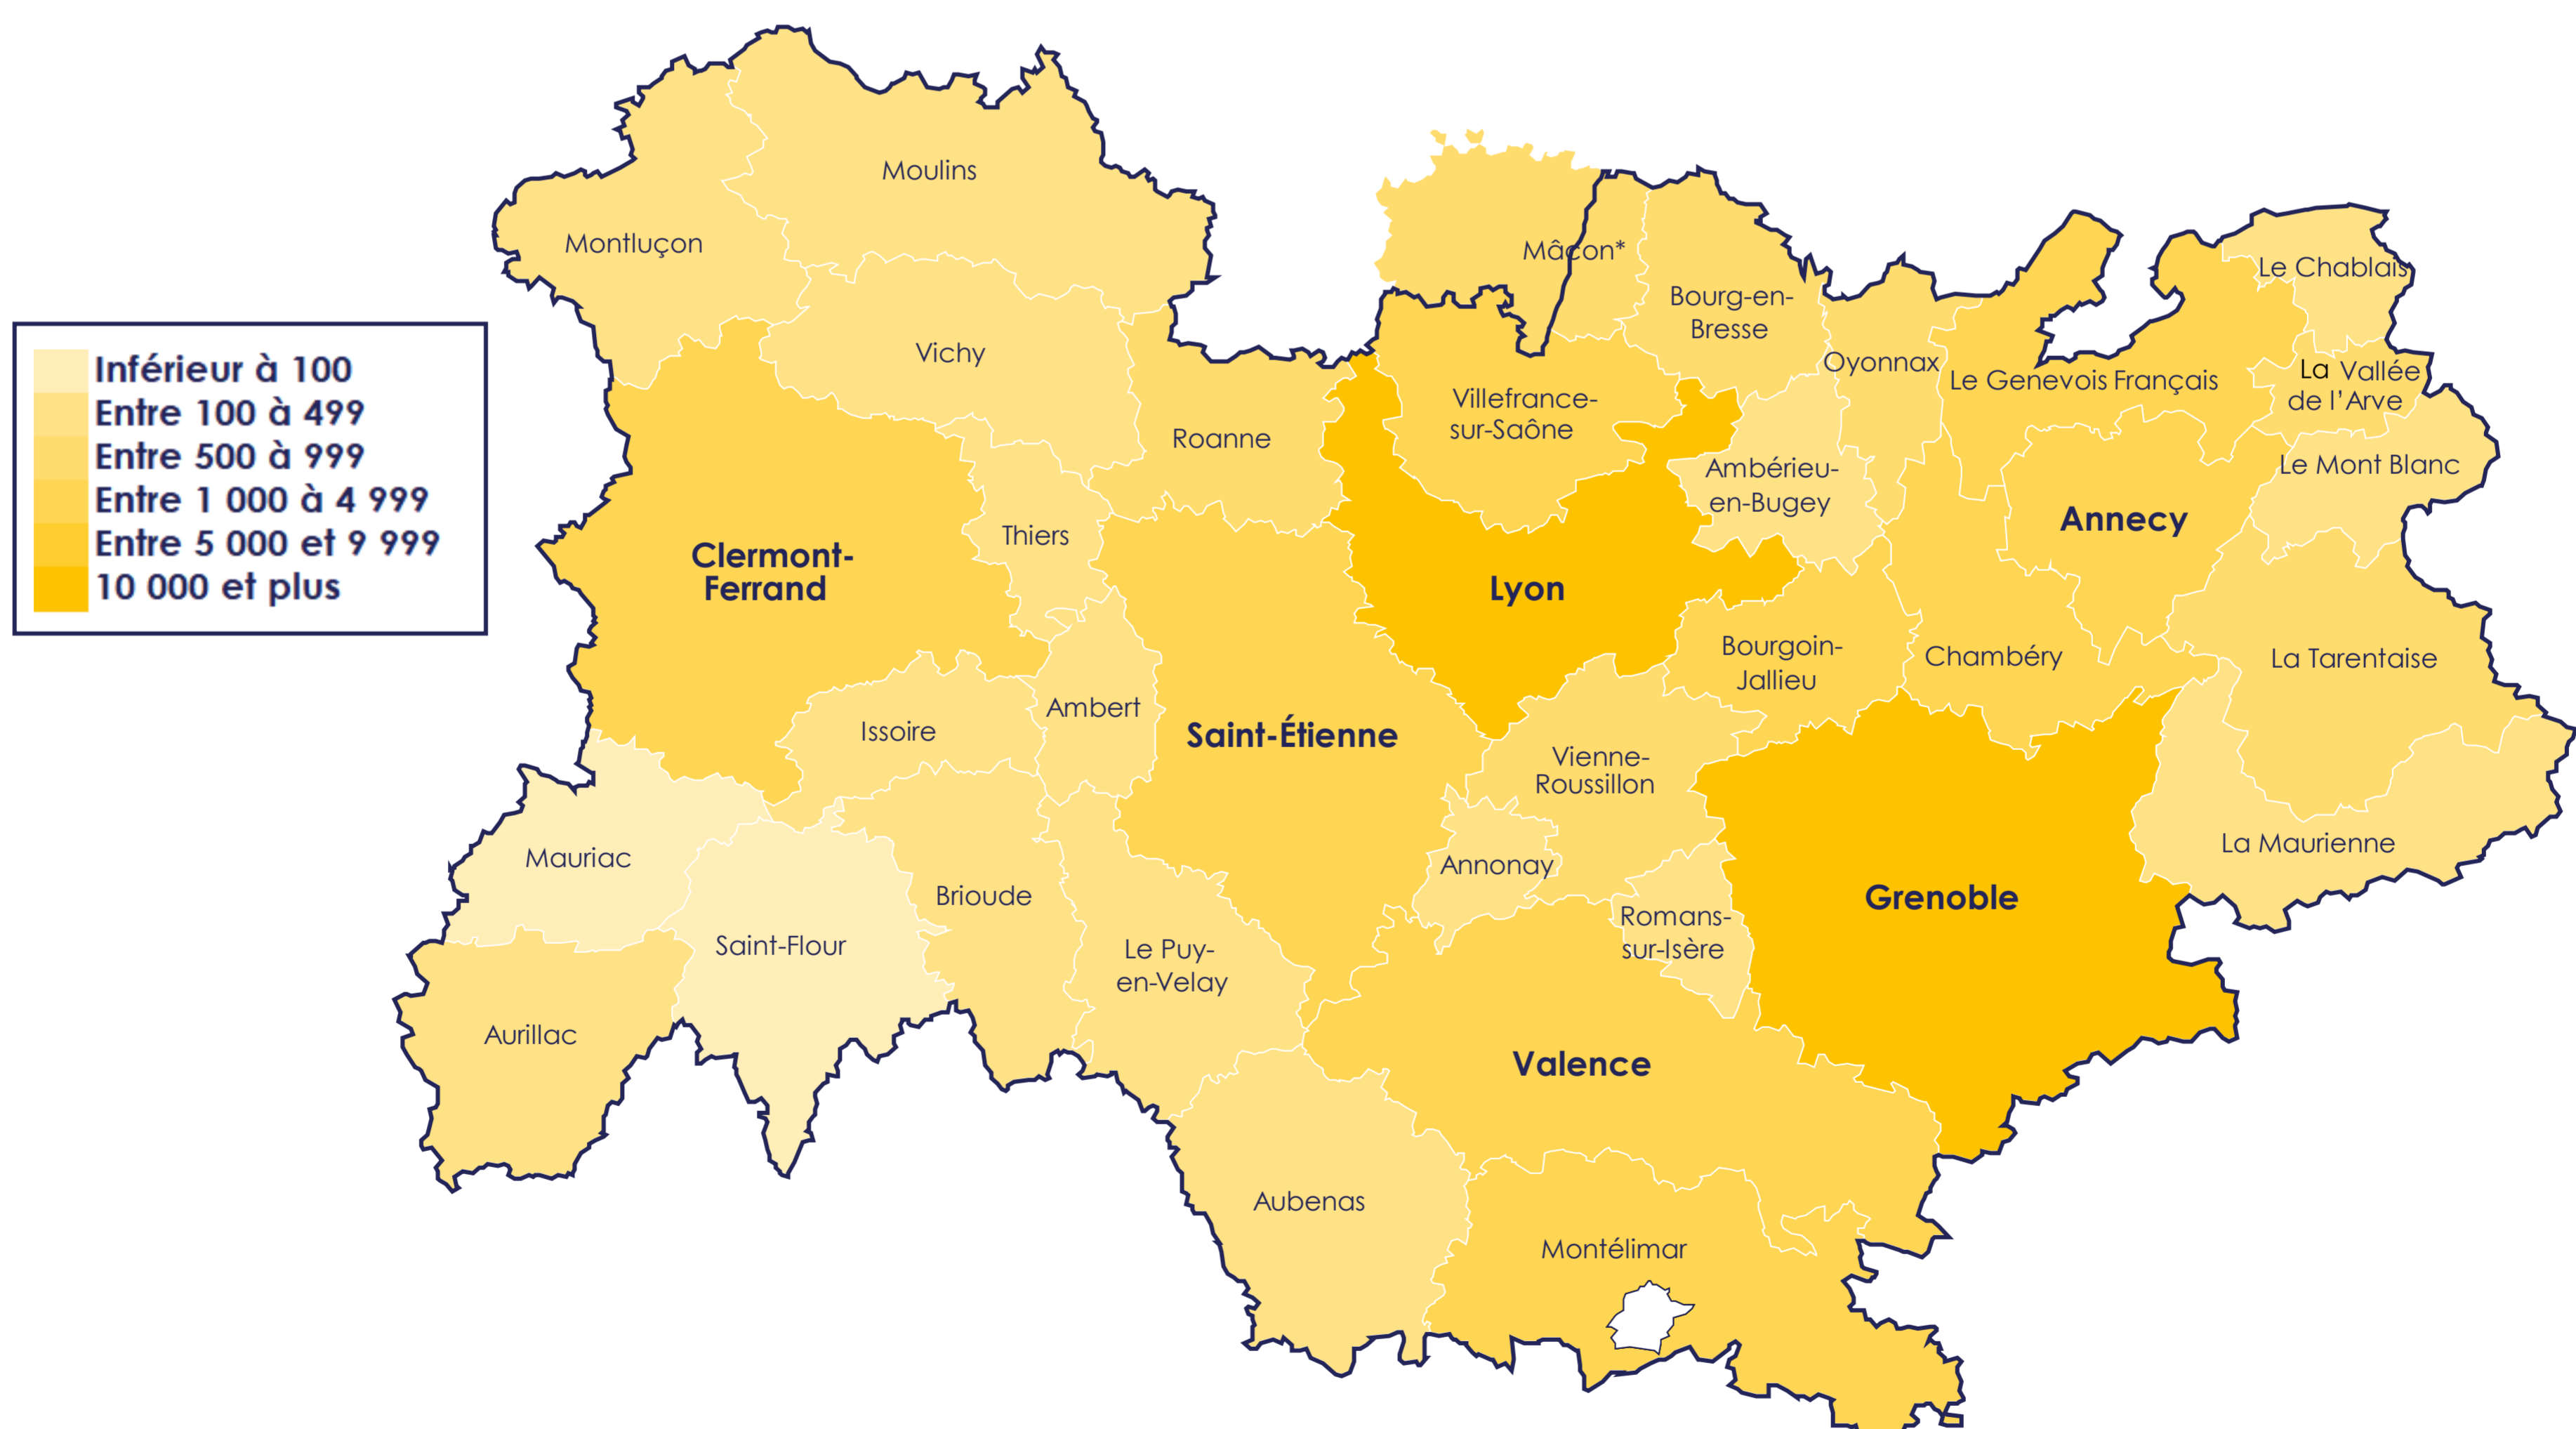 Inférieur à 100
Entre 100 à 499
Entre 500 à 999
Entre 1 000 à 4 999
Entre 5 000 et 9 999
10 000 et plus
Moulins
Montluçon
Mâcon*
Le Chablais
Bourg-en-
Bresse
Vichy
Oyonnax
Le Genevois Français
La Vallée
de l'Arve
Villefranche-
sur-Saône
Roanne
Ambérieu-
en-Bugey
Le Mont Blanc
Annecy
Thiers
Clermont-
Ferrand
Lyon
Bourgoin-
Jallieu
Chambéry
La Tarentaise
Ambert
Issoire
Saint-Étienne
Vienne-
Roussillon
La Maurienne
Mauriac
Annonay
Brioude
Grenoble
Romans-
sur-Isère
Saint-Flour
Le Puy-
en-Velay
Aurillac
Valence
Aubenas
Montélimar